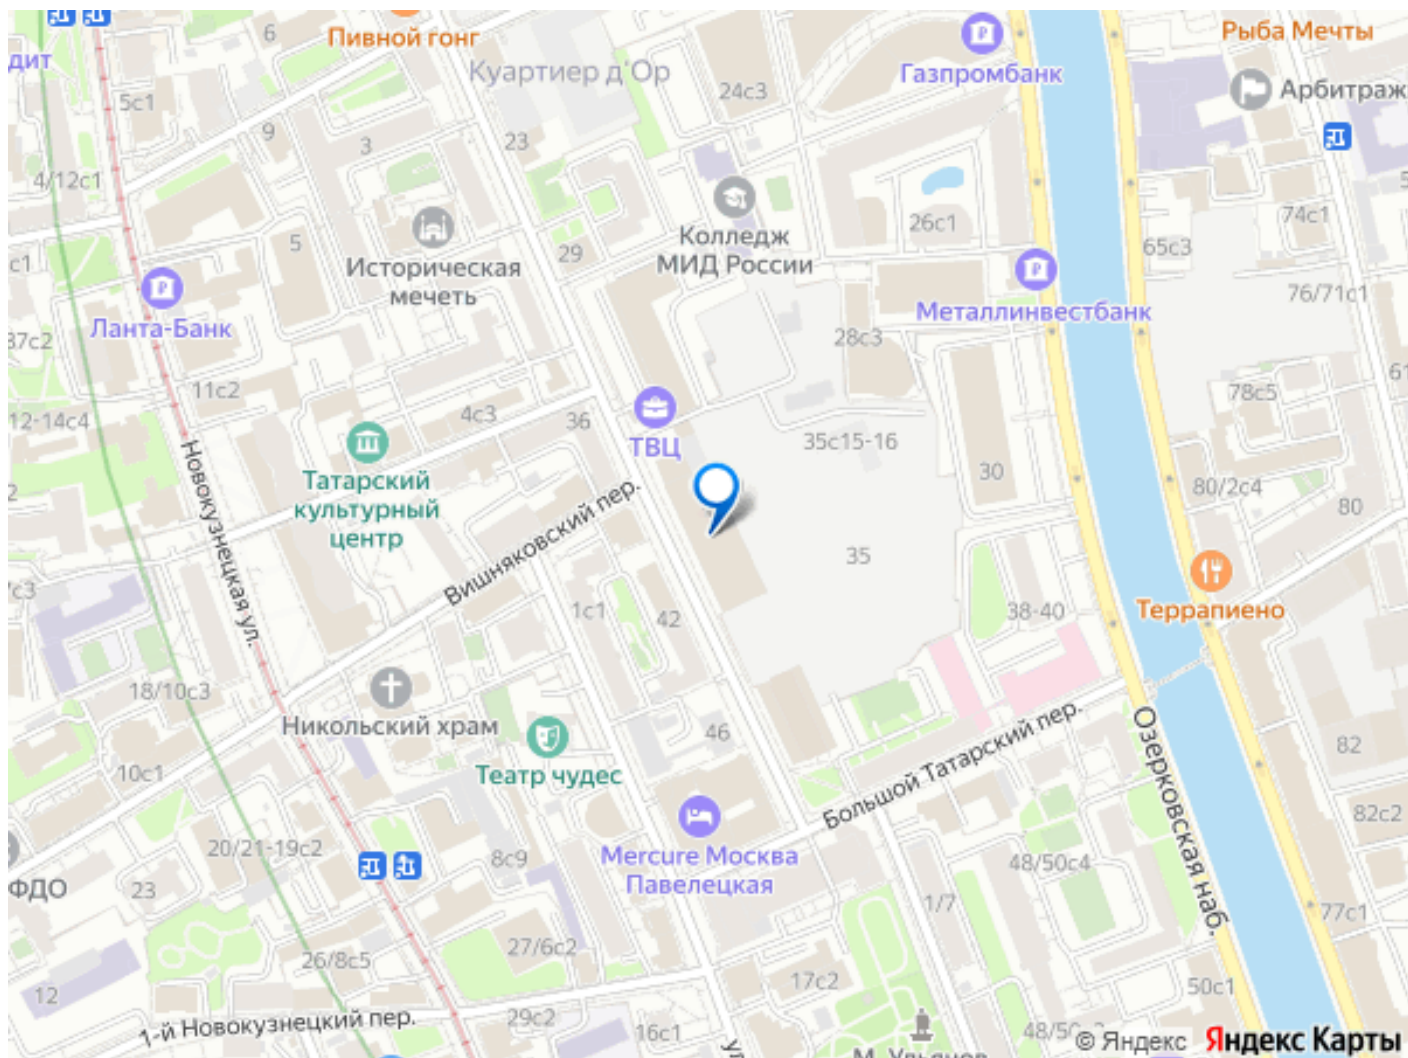 Пивной гонг
Рыба Мечты
6
дит
Куартиер д'Ор
Газпромбанк
24с3
Арбитраж
5с1
9
3
23
4/12с1
26с1
74с1
Колледж
МИД России
65с3
5
29
Историческая
мечеть
с1
76/71с1
Ланта-Банк
Металлинвестбанк
37с2
28с3
61
11с2
78с5
12-14с4
4с3
36
ТВЦ
35с15-16
Новокузнецкая ул.
Татарский
культурный
центр
30
80/2с4
2
80
Вишняковский пер.
35
7с3
1с1
42
38-40
Террапиено
18/10с3
Никольский храм
46
Большой Татарский пер.
Озерковская наб.
82
10с1
Театр чудес
82с2
20/21-19с2
8с9
Mercure Москва
Павелецкая
48/50с4
ФДО
23
1/7
77с1
27/6с2
26/8с5
17с2
12
50с1
1-й Новокузнецкий пер.
29с2
16с1
ул
М. Ульянов
48/50
© Яндекс Яндекс Карты